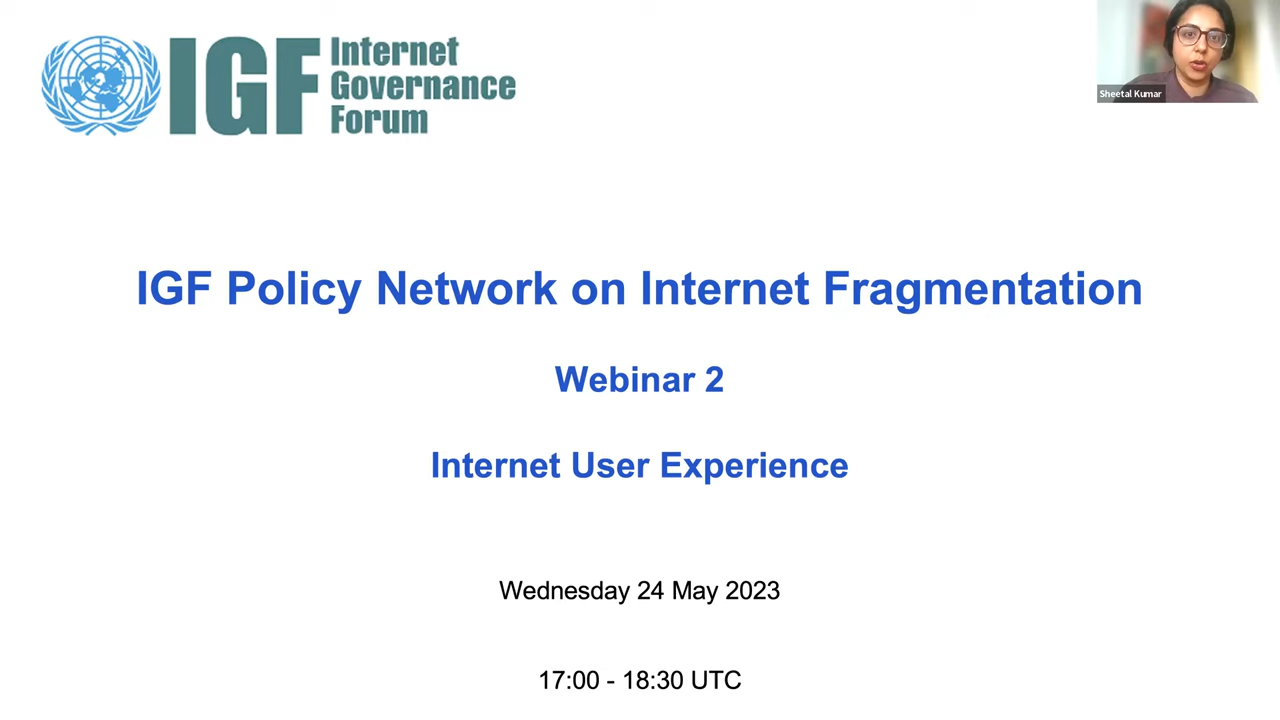 IGF
Internet
Governance
Forum
Sheetal Kumar
IGF Policy Network on Internet Fragmentation
Webinar 2
Internet User Experience
Wednesday 24 May 2023
17:00 - 18:30 UTC